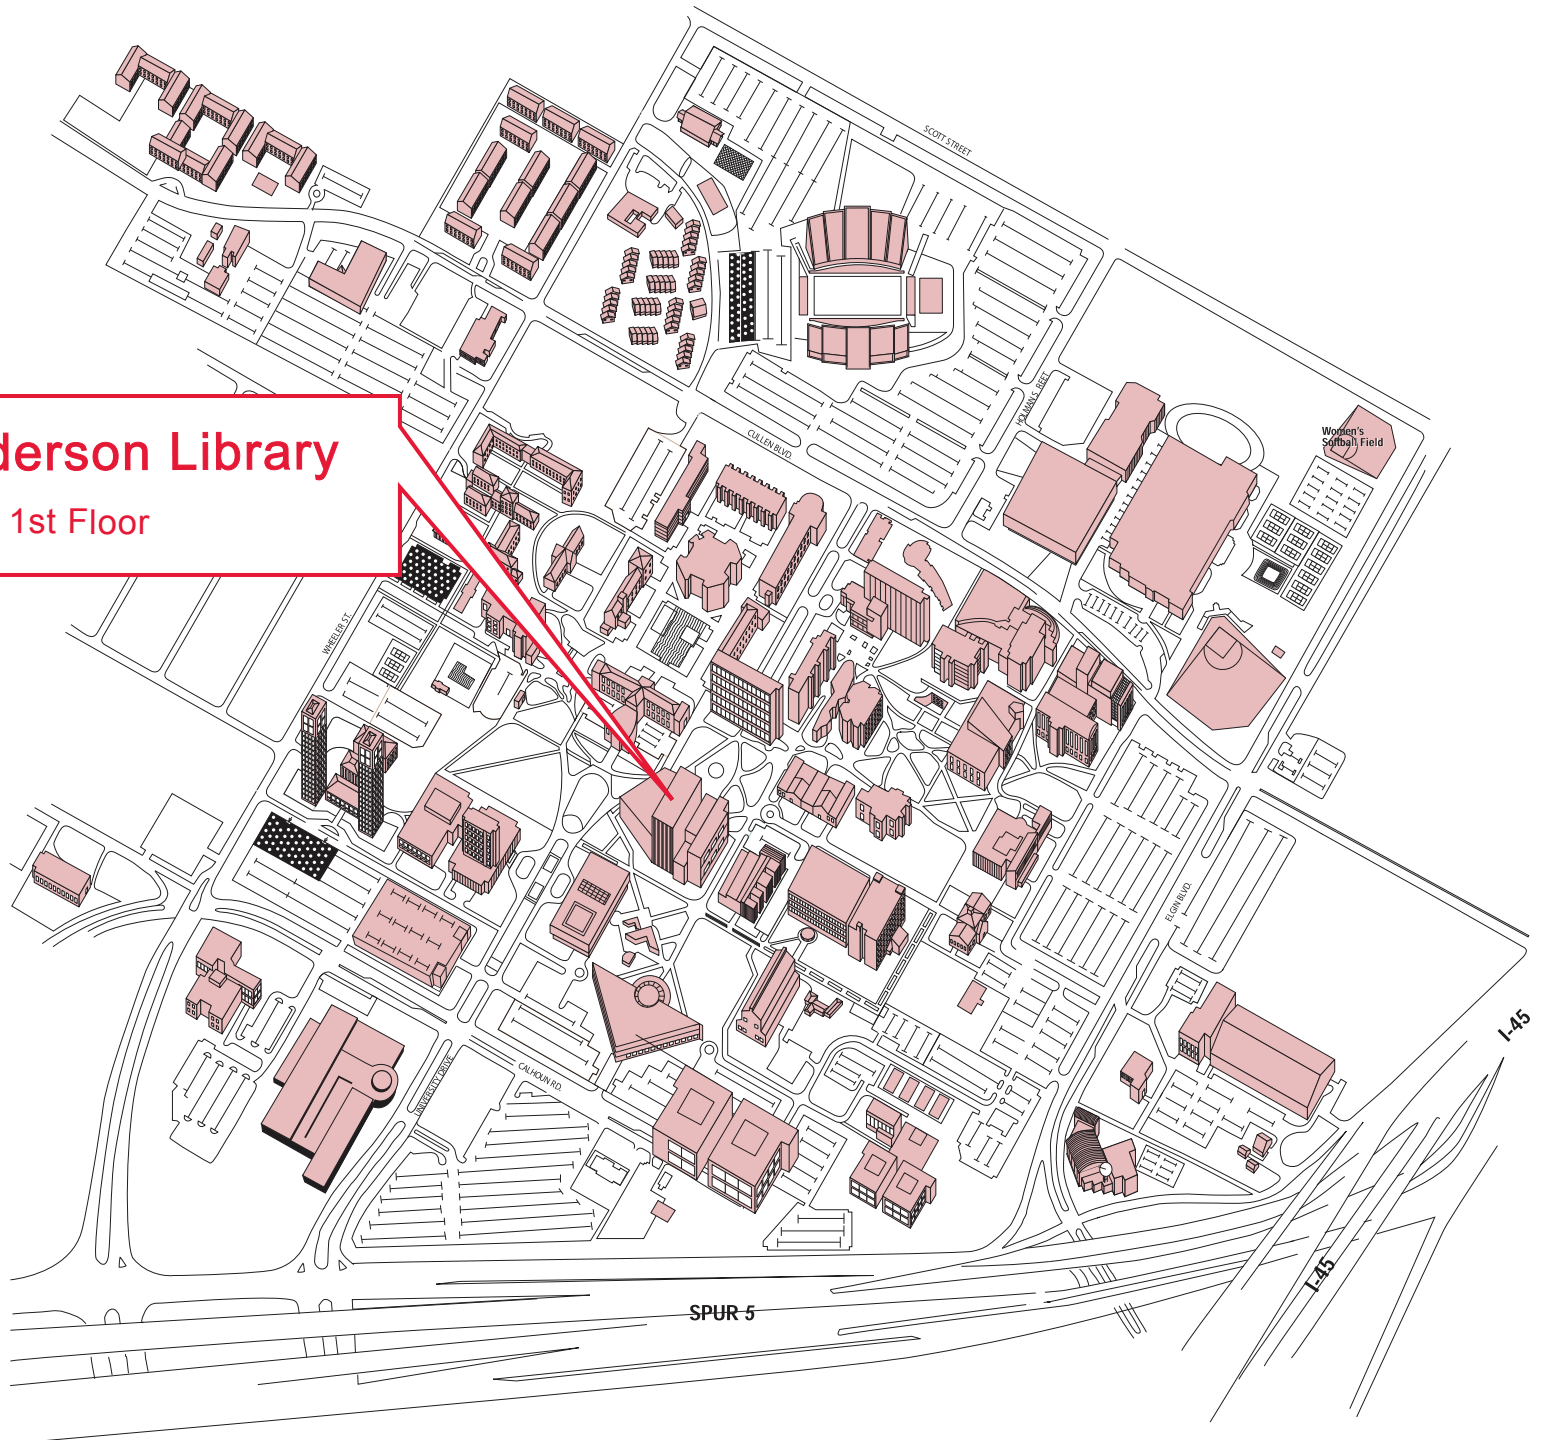 SCOTT STREET
HOLMAN S REET
Women's
Softball Field
CULLEN BLVD.
derson Library
1st Floor
WHEELER ST.
ELGIN BLVD.
I-45
CALHOUN RD.
UNIVERSITY DRIVE
I-45
SPUR 5